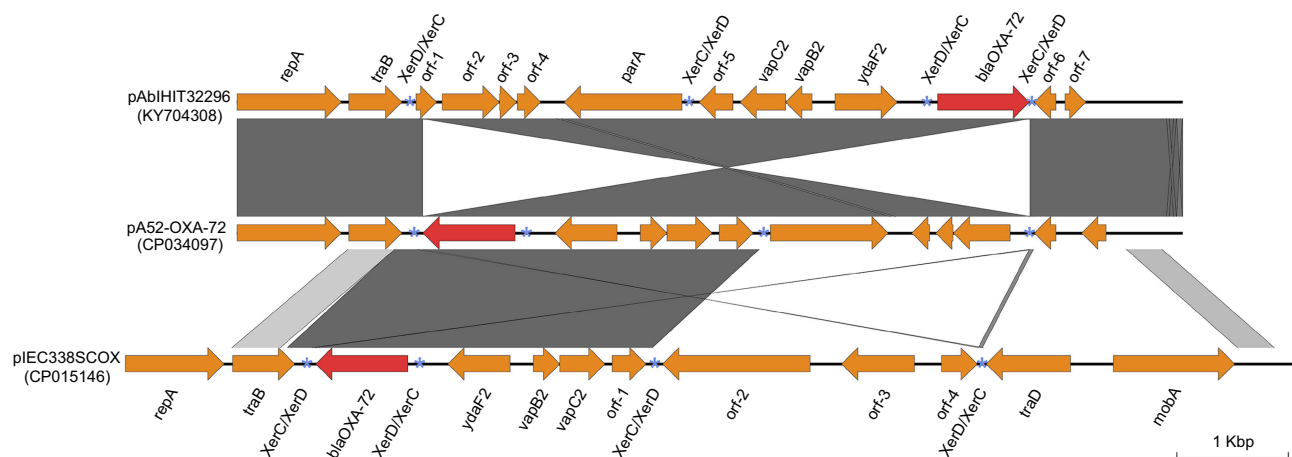 repA
traB
XerD/XerC
orf-1
orf-2
orf-3
orf-4
parA
XerC/XerD
orf-5
vapC2
vapB2
ydaF2
XerD/XerC
blaOXA-72
XerC/XerD
orf-6
orf-7
pAbIHIT32296
(KY704308)
pA52-OXA-72
(CP034097)
pIEC338SCOX
(CP015146)
repA
traB
XerC/XerD
blaOXA-72
XerD/XerC
ydaF2
vapB2
vapC2
orf-1
XerC/XerD
orf-2
orf-3
orf-4
XerD/XerC
traD
mobA
1 Kbp